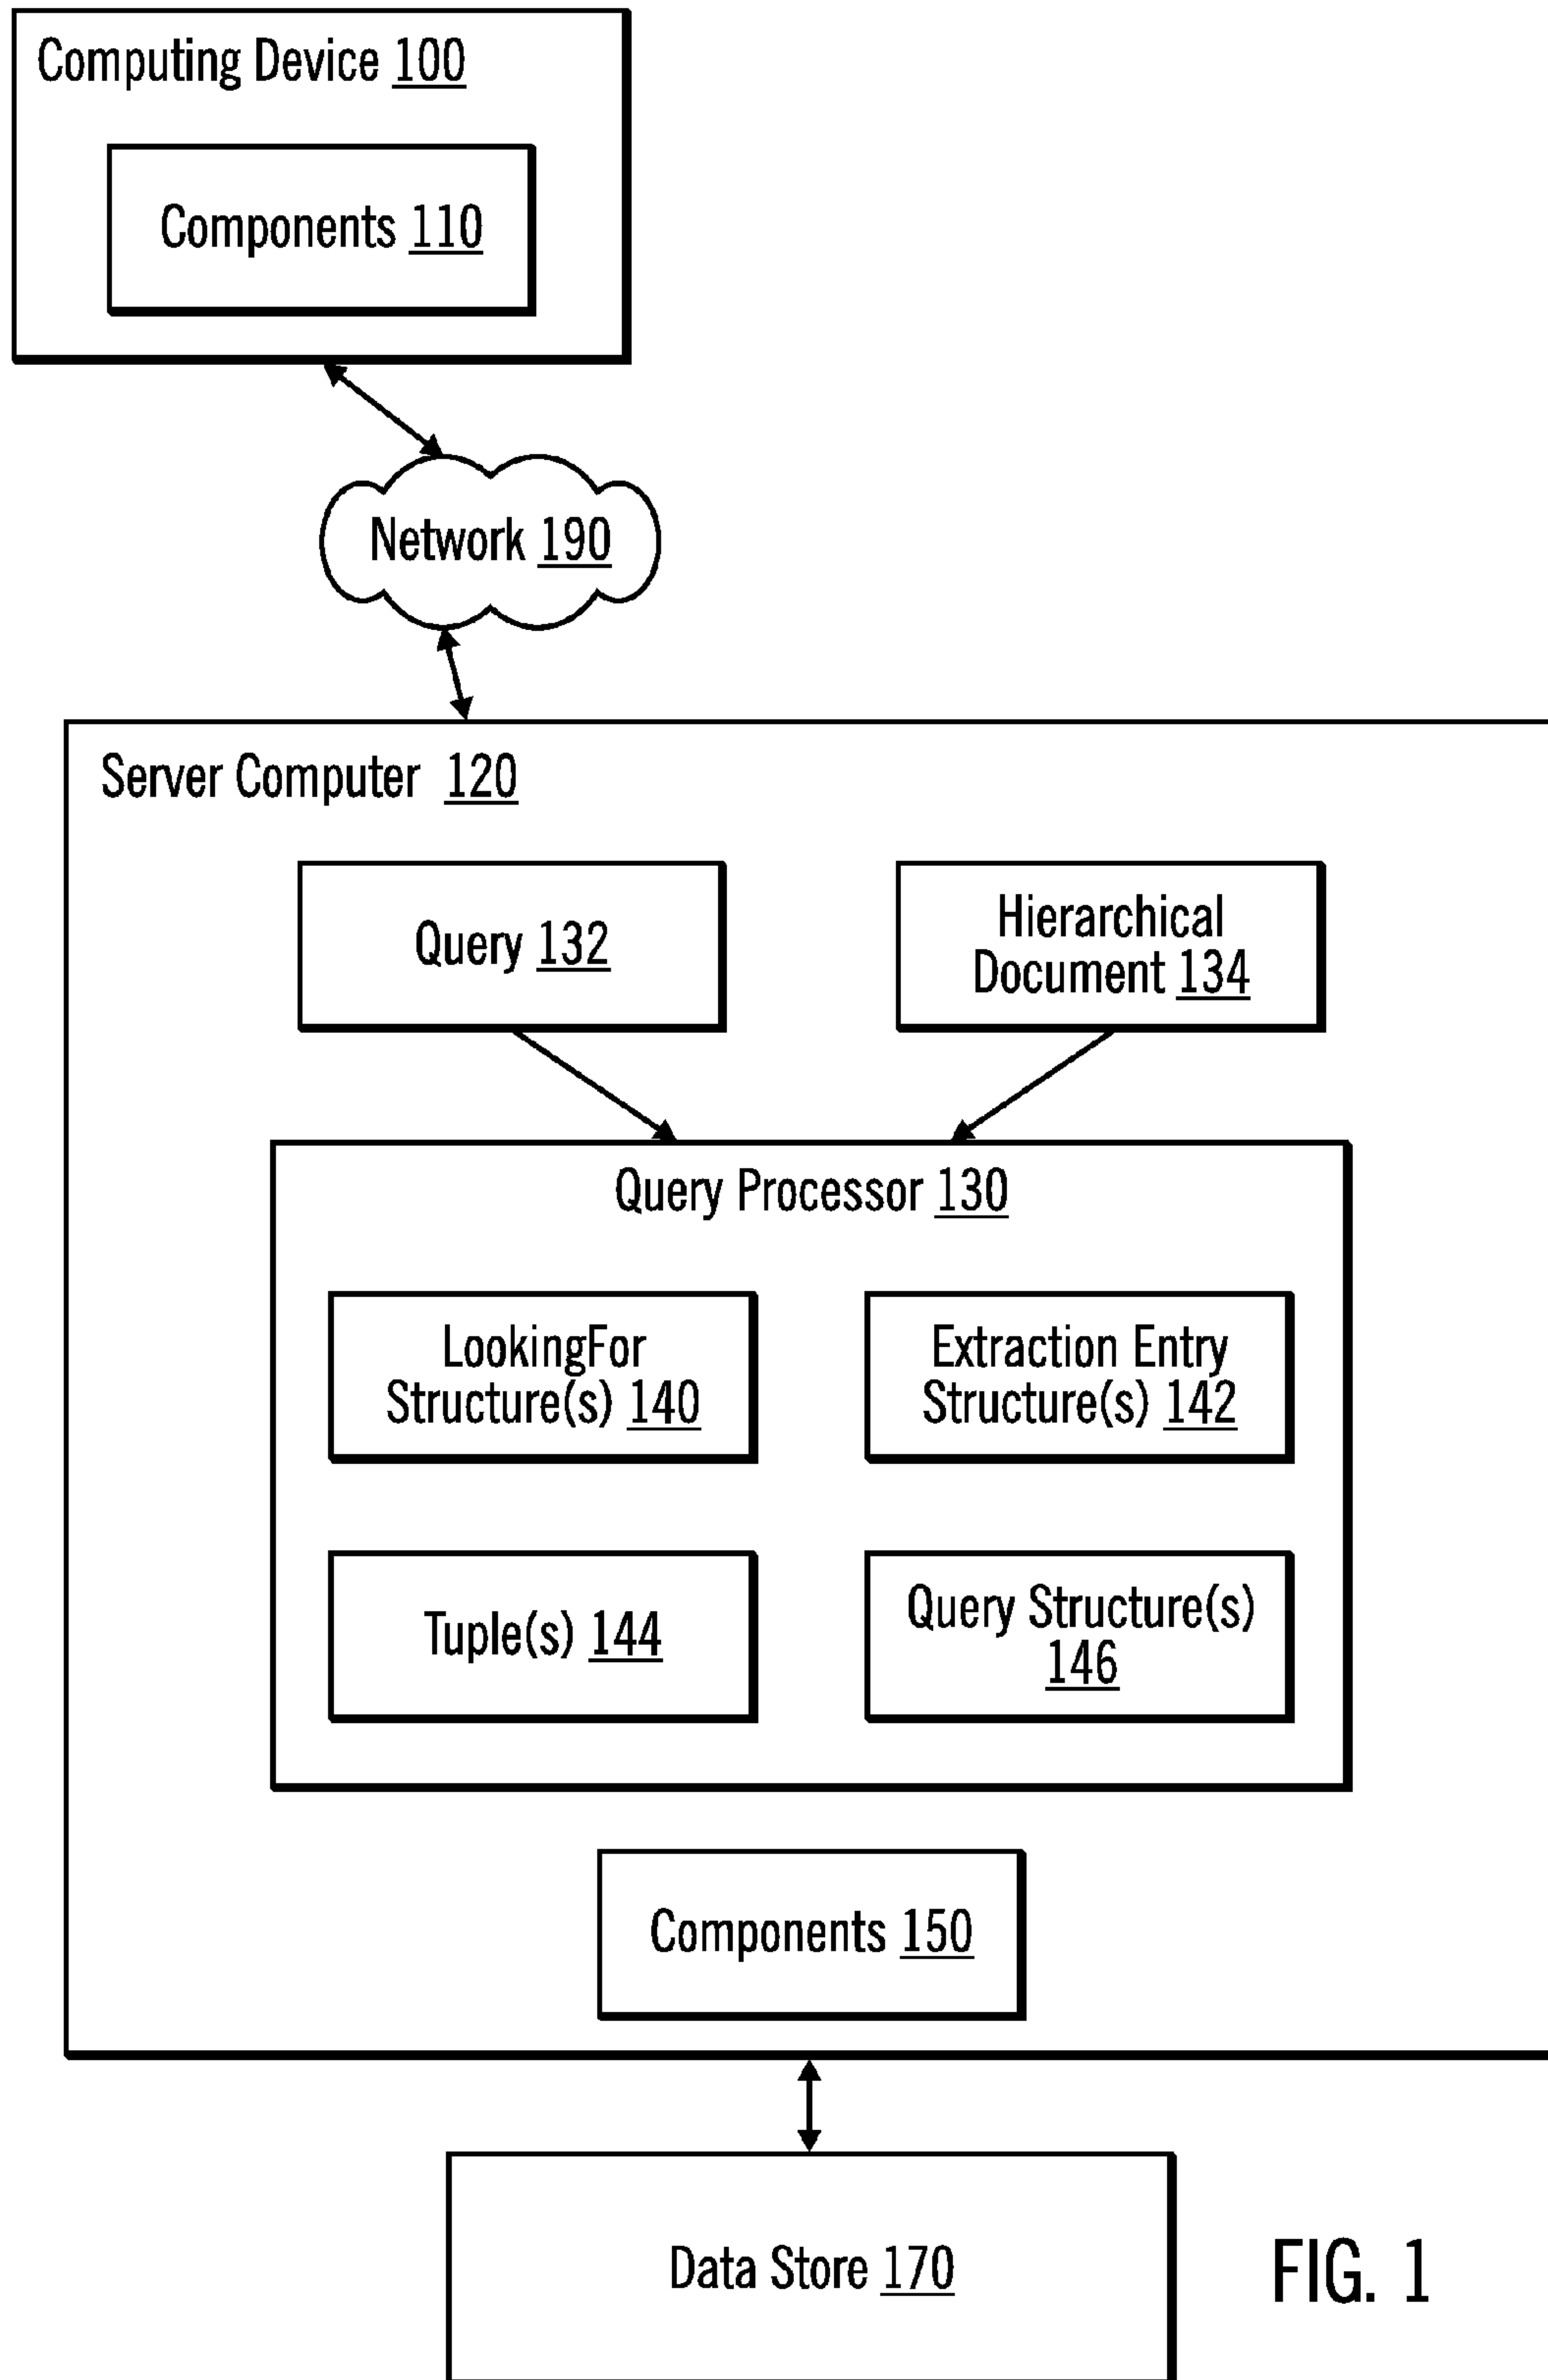 Computing Device 100
Components 110
Network 190
Server Computer 120
Query 132
Hierarchical
Document 134
Query Processor 130
LookingFor
Structure(s) 140
Extraction Entry
Structure(s) 142
Tuple(s) 144
Query Structure(s)
146
Components 150
Data Store 170
FIG. 1